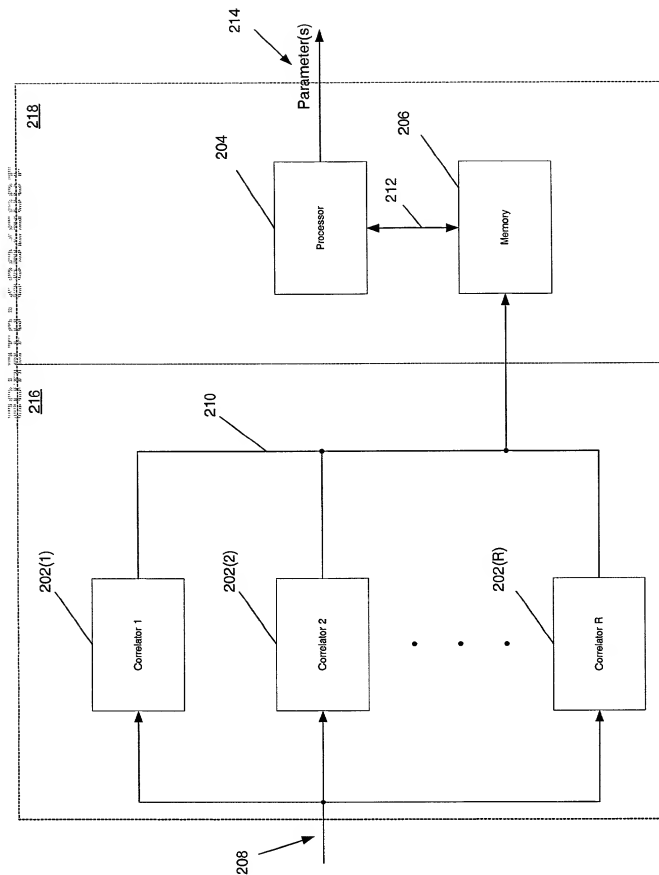 216
218
214
Parameter(s)
204
Processor
212
206
Memory
210
202(1)
Correlator 1
202(2)
Correlator 2
202(R)
Correlator R
208